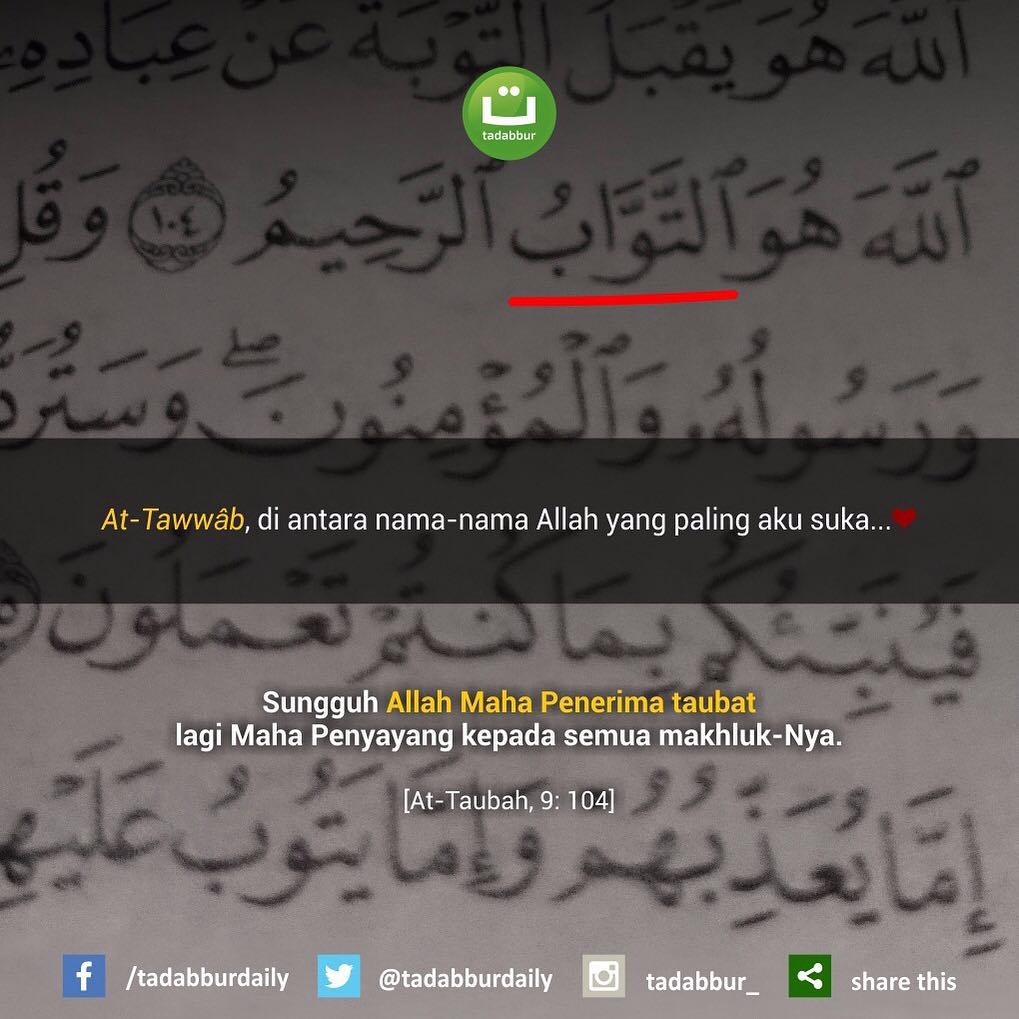 ٱللَّهَ هُوَ يَقْبَلُ ٱلتَّوْبَةَ عَنْ عِبَادِهِۦ
ت
tadabbur
ٱللَّهَ هُوَ ٱلتَّوَّابُ ٱلرَّحِيمُ ١٠٤ وَقُلِ
وَرَسُولُهُۥ وَٱلْمُؤْمِنُونَ ۖ وَسَتُرَدُّ
At-Tawwâb, di antara nama-nama Allah yang paling aku suka...❤
فَيُنَبِّئُكُم بِمَا كُنتُمْ تَعْمَلُونَ
Sungguh Allah Maha Penerima taubat
lagi Maha Penyayang kepada semua makhluk-Nya.
[At-Taubah, 9: 104]
إِمَّا يُعَذِّبُهُمْ وَإِمَّا يَتُوبُ عَلَيْهِ
f /tadabburdaily @tadabburdaily tadabbur_ share this